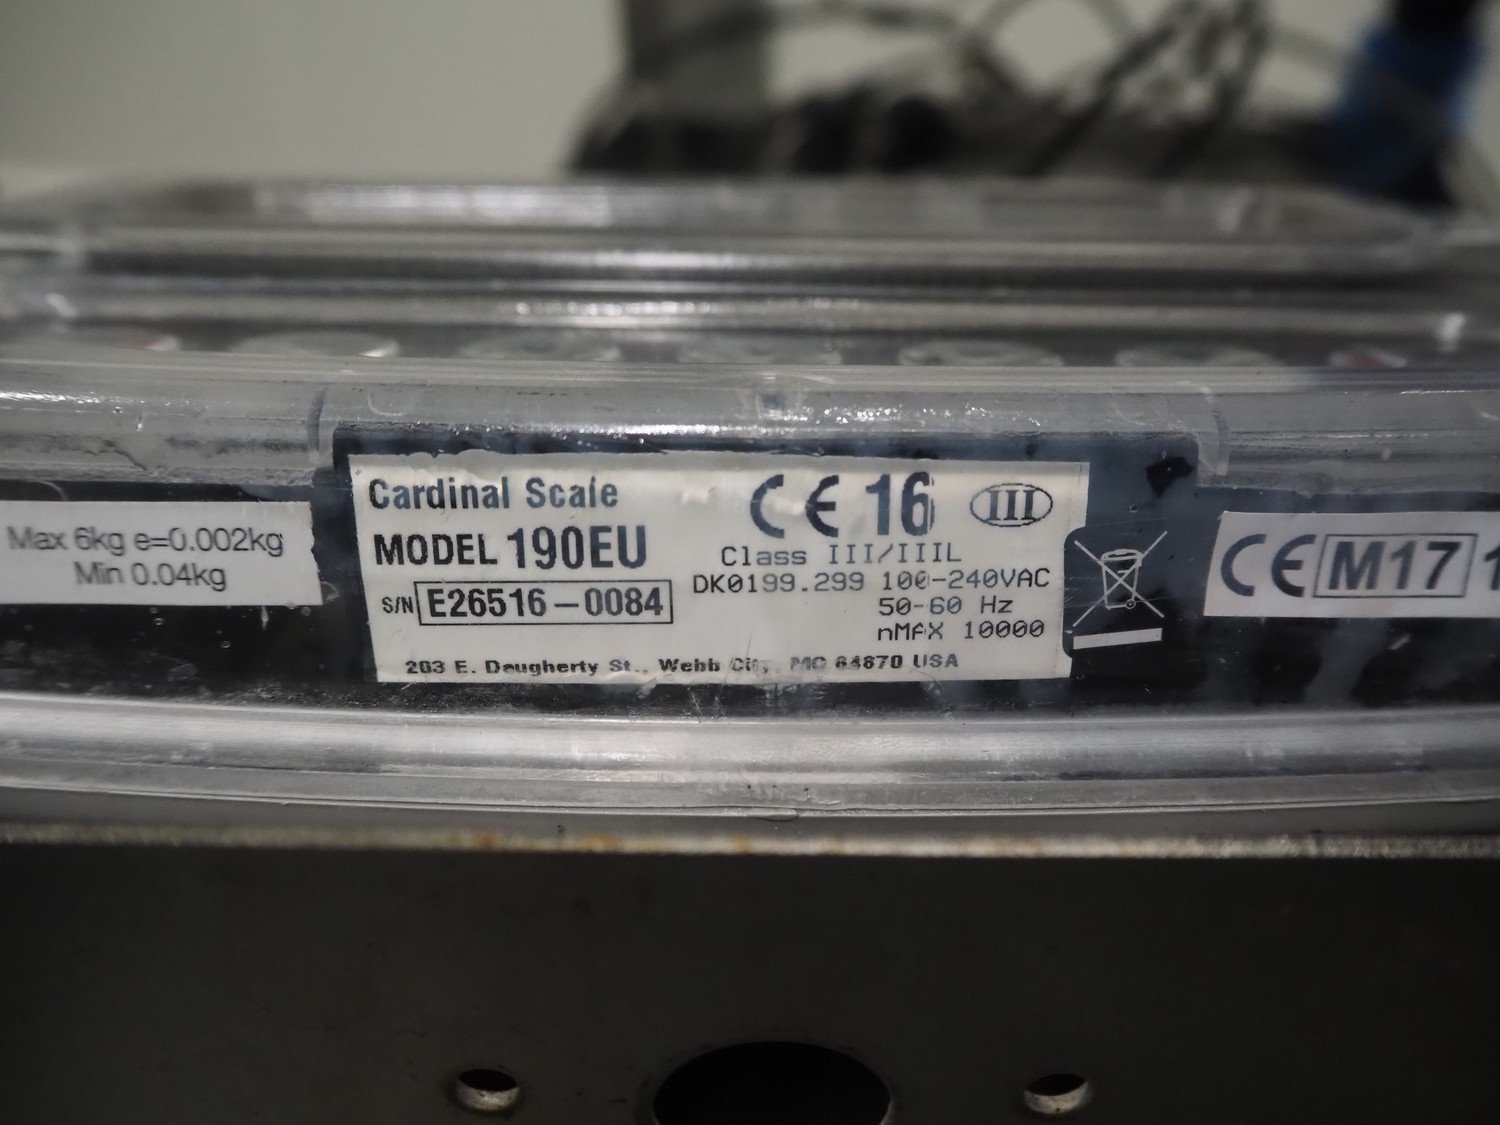 Max 6kg e=0.002kg
Min 0.04kg
Cardinal Scale
MODEL 190EU
S/N E26516-0084
CE 16 III
Class III/IIIL
DK0199.299 100-240VAC
50-60 Hz
nMAX 10000
203 E. Daugherty St., Webb City, MO 64870 USA
CE M17 1